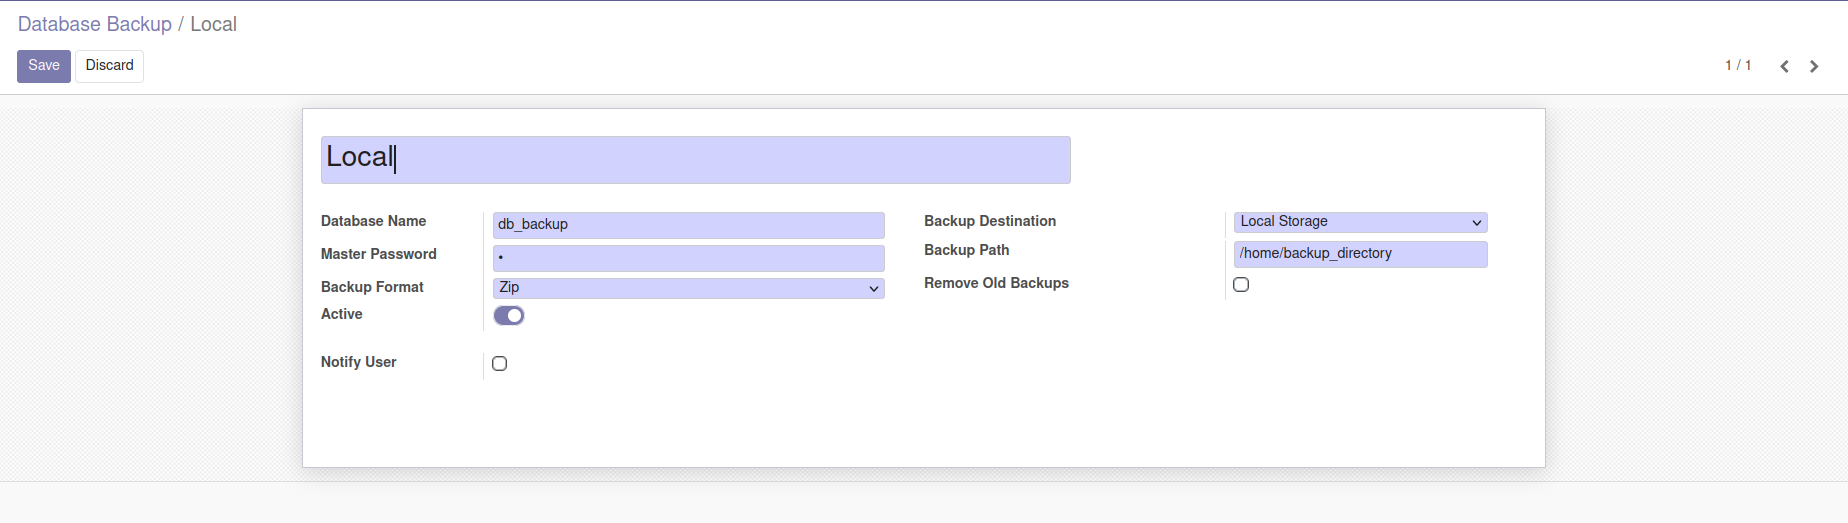 Database Backup / Local
Save Discard
1 / 1
Local
Database Name db_backup
Master Password •
Backup Format Zip
Active
Notify User
Backup Destination Local Storage
Backup Path /home/backup_directory
Remove Old Backups